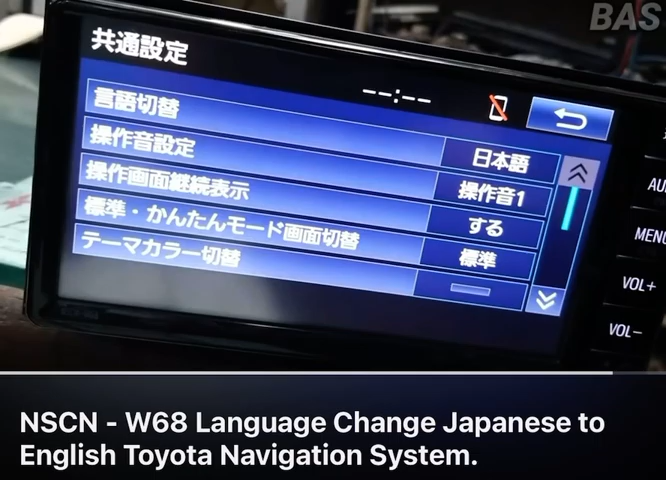 BAS
共通設定
--:--
言語切替
日本語
操作音設定
操作音1
操作画面継続表示
する
標準・かんたんモード画面切替
標準
テーマカラー切替
MENU
VOL+
VOL-
NSCN - W68 Language Change Japanese to
English Toyota Navigation System.